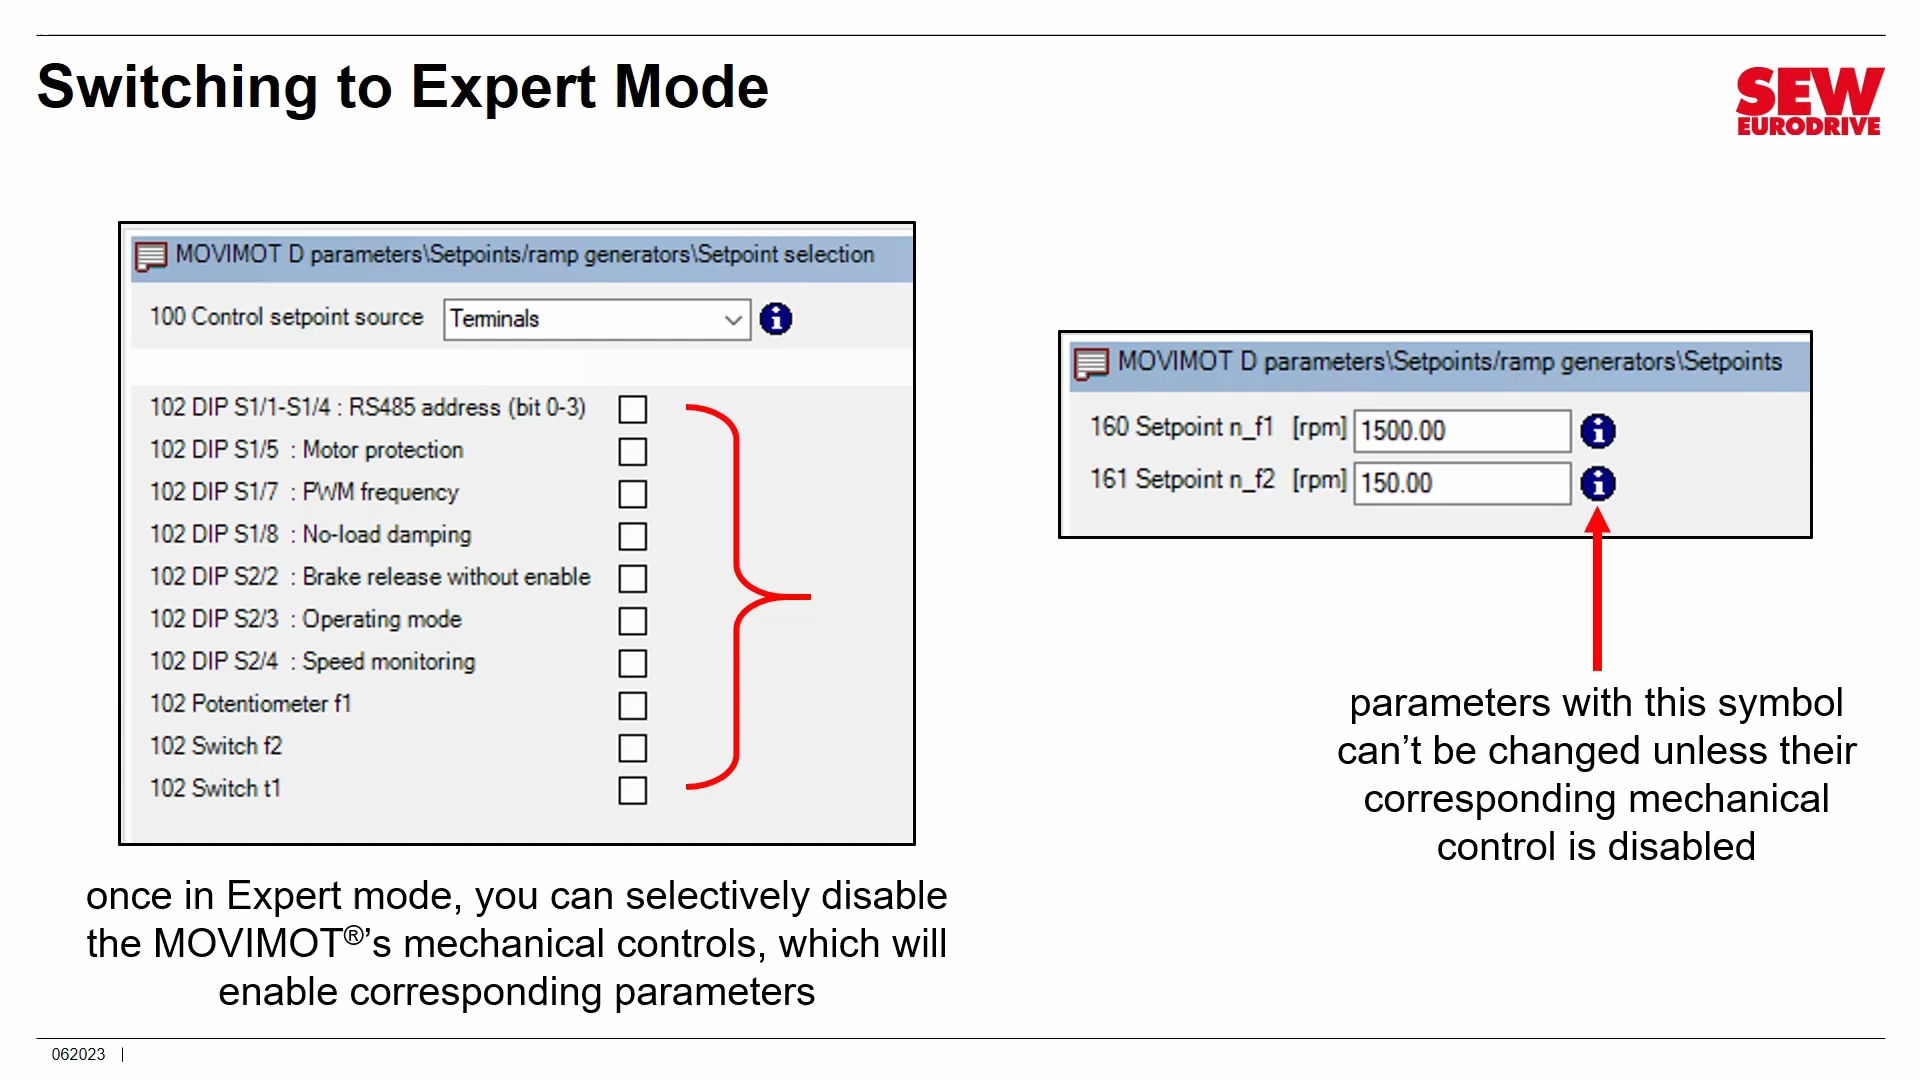 Switching to Expert Mode
SEW
EURODRIVE
MOVIMOT D parameters\Setpoints/ramp generators\Setpoint selection
100 Control setpoint source Terminals
102 DIP S1/1-S1/4 : RS485 address (bit 0-3)
102 DIP S1/5 : Motor protection
102 DIP S1/7 : PWM frequency
102 DIP S1/8 : No-load damping
102 DIP S2/2 : Brake release without enable
102 DIP S2/3 : Operating mode
102 DIP S2/4 : Speed monitoring
102 Potentiometer f1
102 Switch f2
102 Switch t1
once in Expert mode, you can selectively disable
the MOVIMOT®’s mechanical controls, which will
enable corresponding parameters
MOVIMOT D parameters\Setpoints/ramp generators\Setpoints
160 Setpoint n_f1 [rpm] 1500.00
161 Setpoint n_f2 [rpm] 150.00
parameters with this symbol
can’t be changed unless their
corresponding mechanical
control is disabled
062023 |